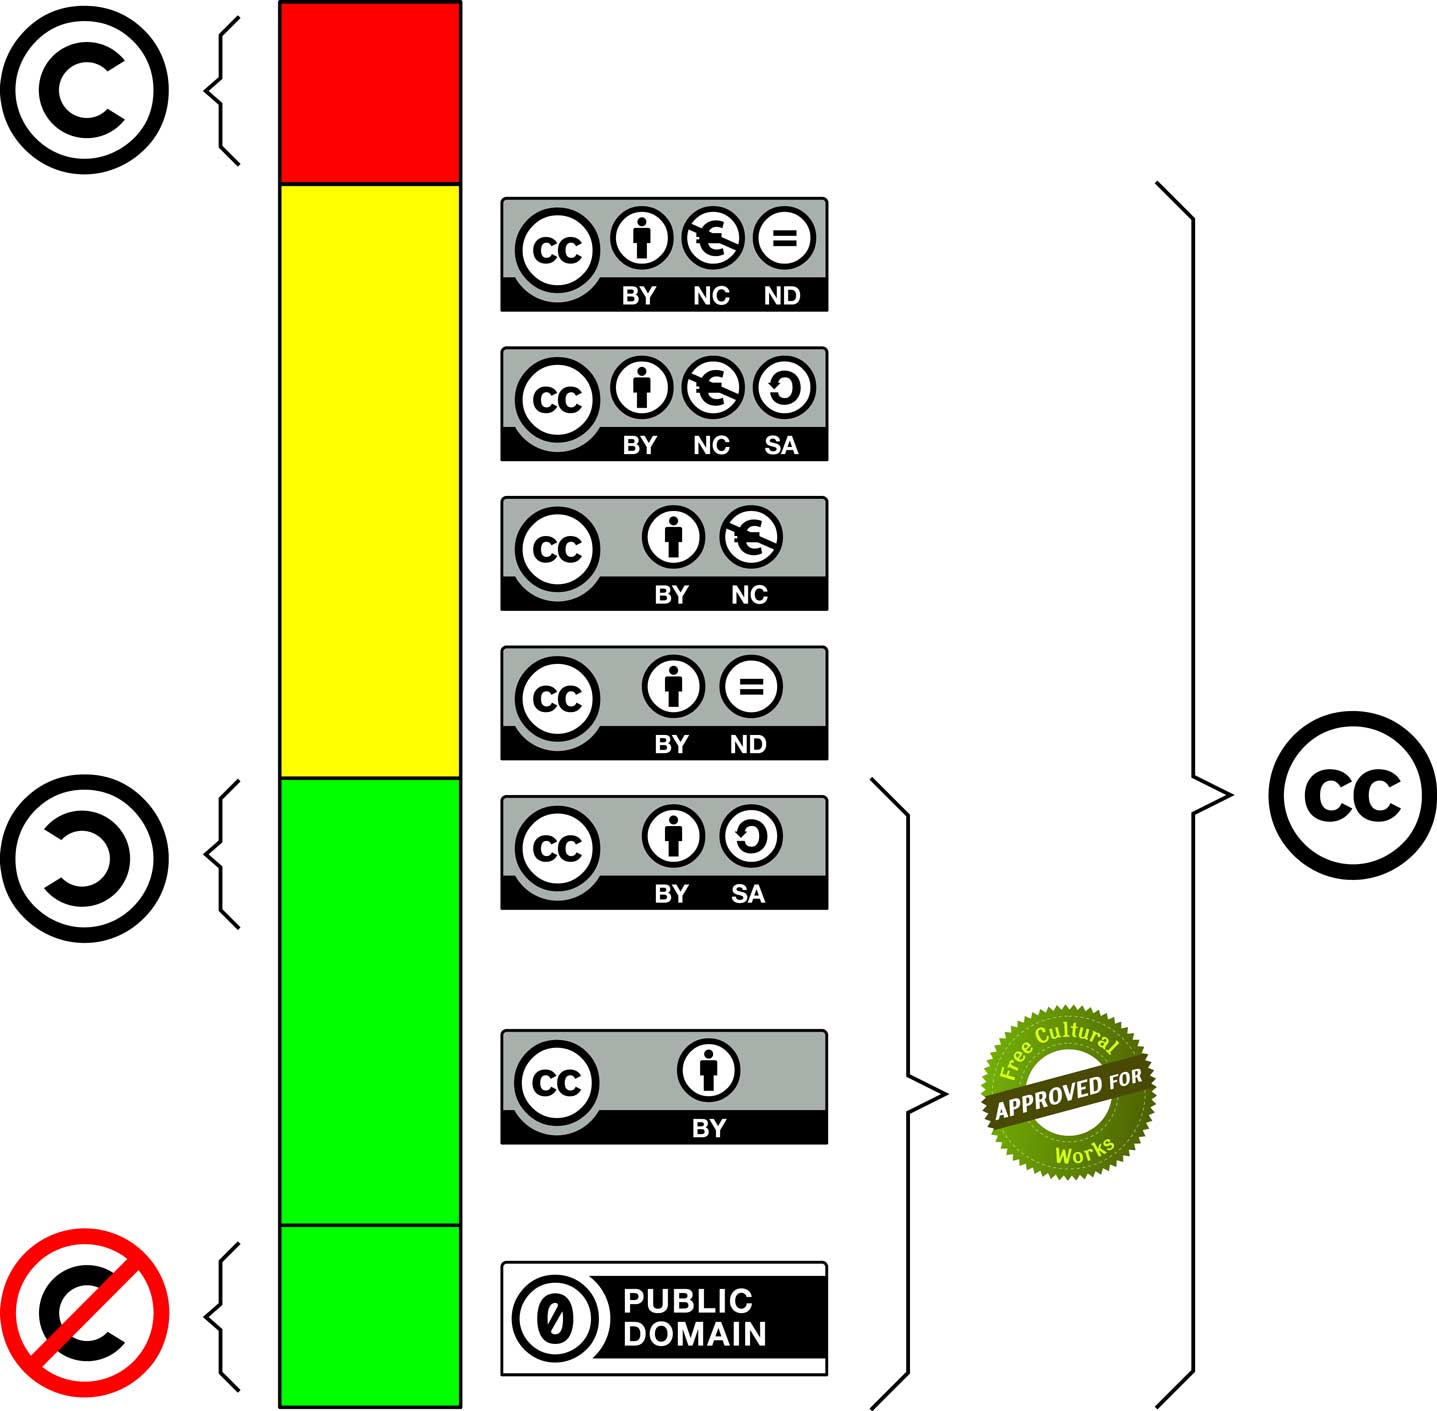 ©
cc
BY NC ND
cc
BY NC SA
cc
BY NC
cc
BY ND
cc
BY SA
cc
Free Cultural
APPROVED FOR
Works
cc
BY
C
0
PUBLIC
DOMAIN